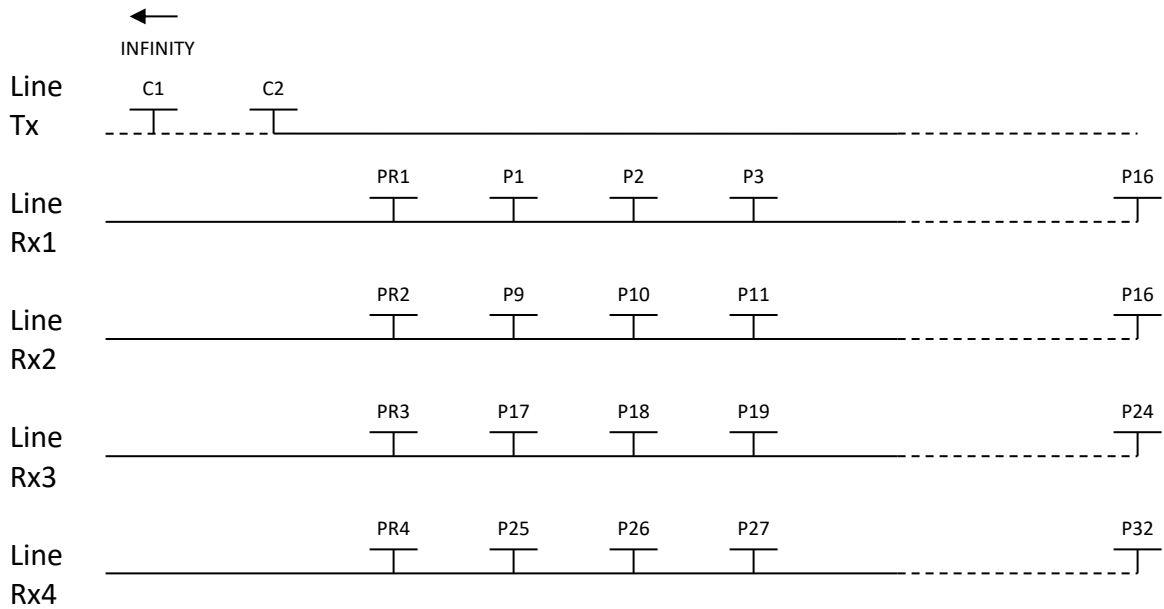 INFINITY
Line Tx
C1 C2
Line Rx1
PR1 P1 P2 P3 P16
Line Rx2
PR2 P9 P10 P11 P16
Line Rx3
PR3 P17 P18 P19 P24
Line Rx4
PR4 P25 P26 P27 P32